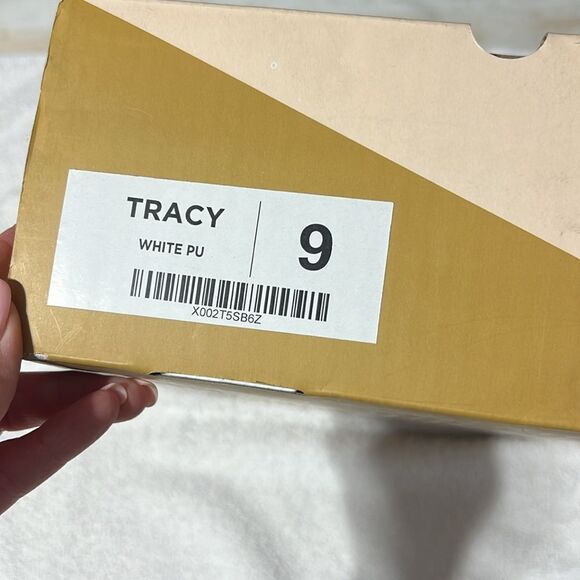 TRACY
WHITE PU
9
X002T5SB6Z